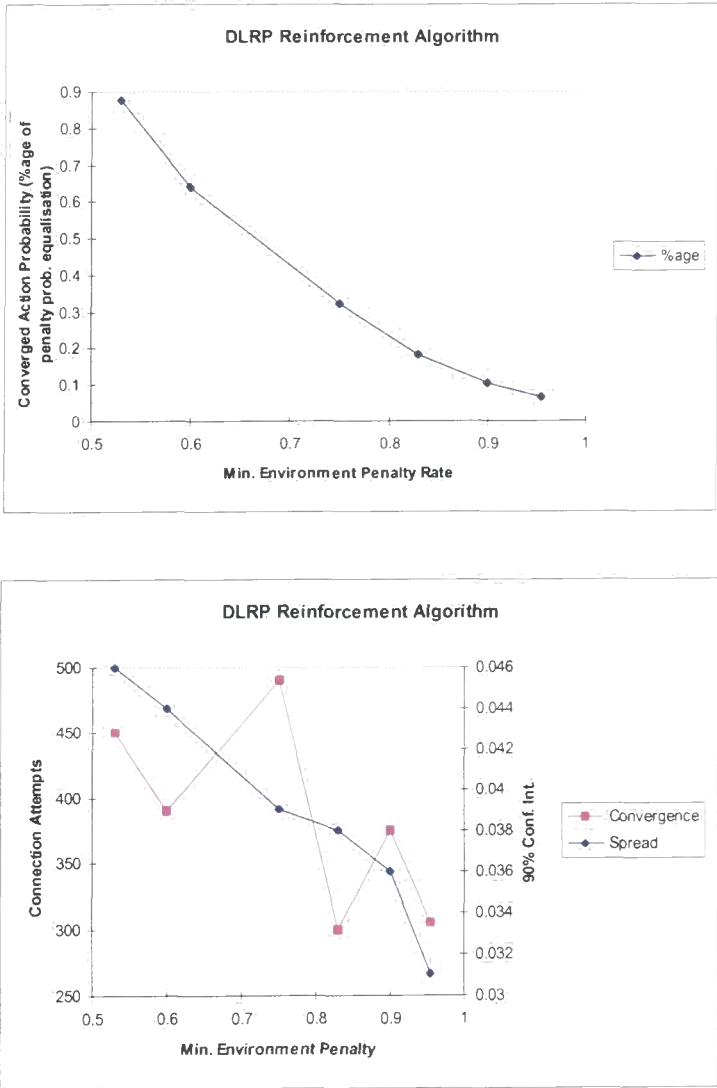 DLRP Reinforcement Algorithm
Converged Action Probability (%age of
penalty prob. equalisation)
0.9
0.8
0.7
0.6
0.5
0.4
0.3
0.2
0.1
0
0.5 0.6 0.7 0.8 0.9 1
Min. Environment Penalty Rate
%age
DLRP Reinforcement Algorithm
Connection Attempts
500
450
400
350
300
250
0.046
0.044
0.042
0.04
0.038
0.036
0.034
0.032
0.03
90% Conf. Int.
0.5 0.6 0.7 0.8 0.9 1
Min. Environment Penalty
Convergence
Spread